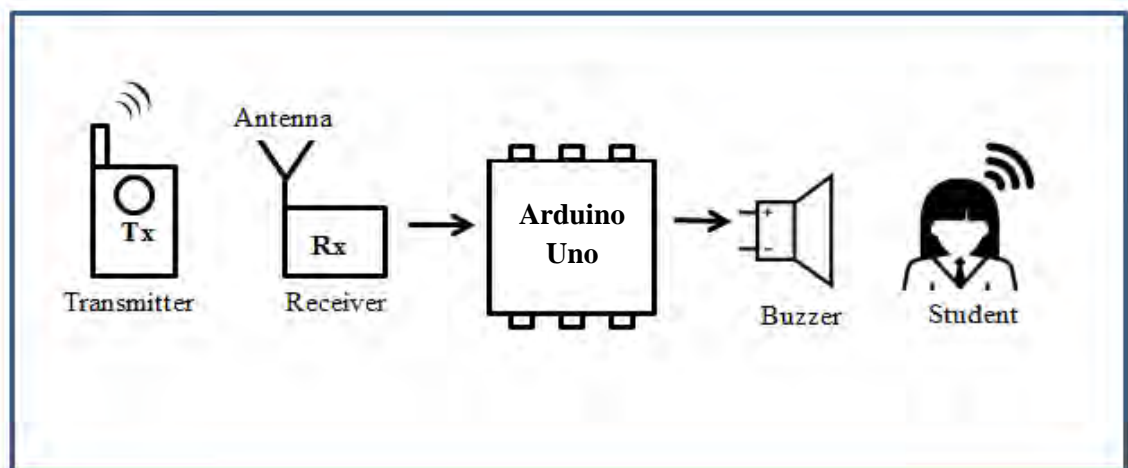 Antenna
Tx
Rx
Arduino
Uno
+
-
Transmitter
Receiver
Buzzer
Student